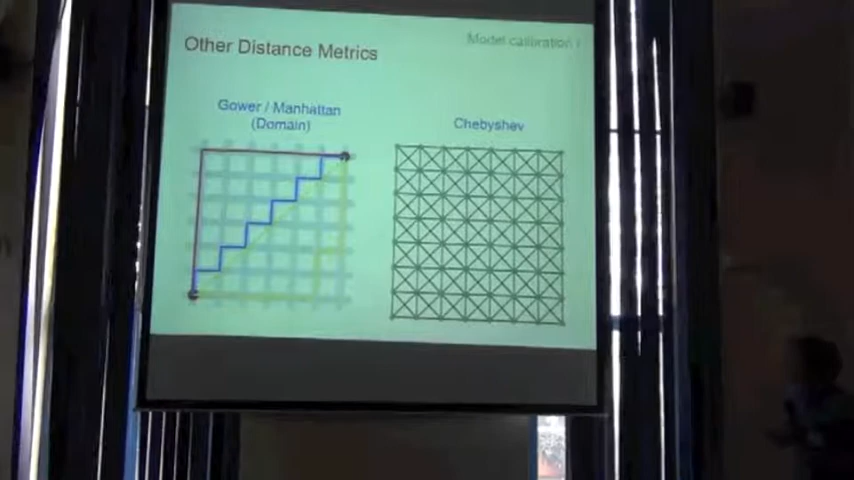 Other Distance Metrics
Model calibration /
Gower / Manhattan
(Domain)
Chebyshev